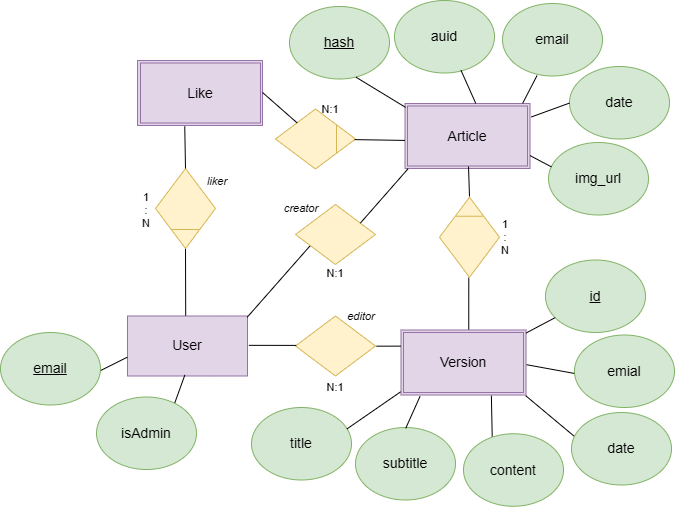 hash
auid
email
Like
N:1
date
Article
img_url
liker
1
:
N
creator
N:1
1
:
N
id
editor
User
Version
email
emial
N:1
isAdmin
title
subtitle
content
date